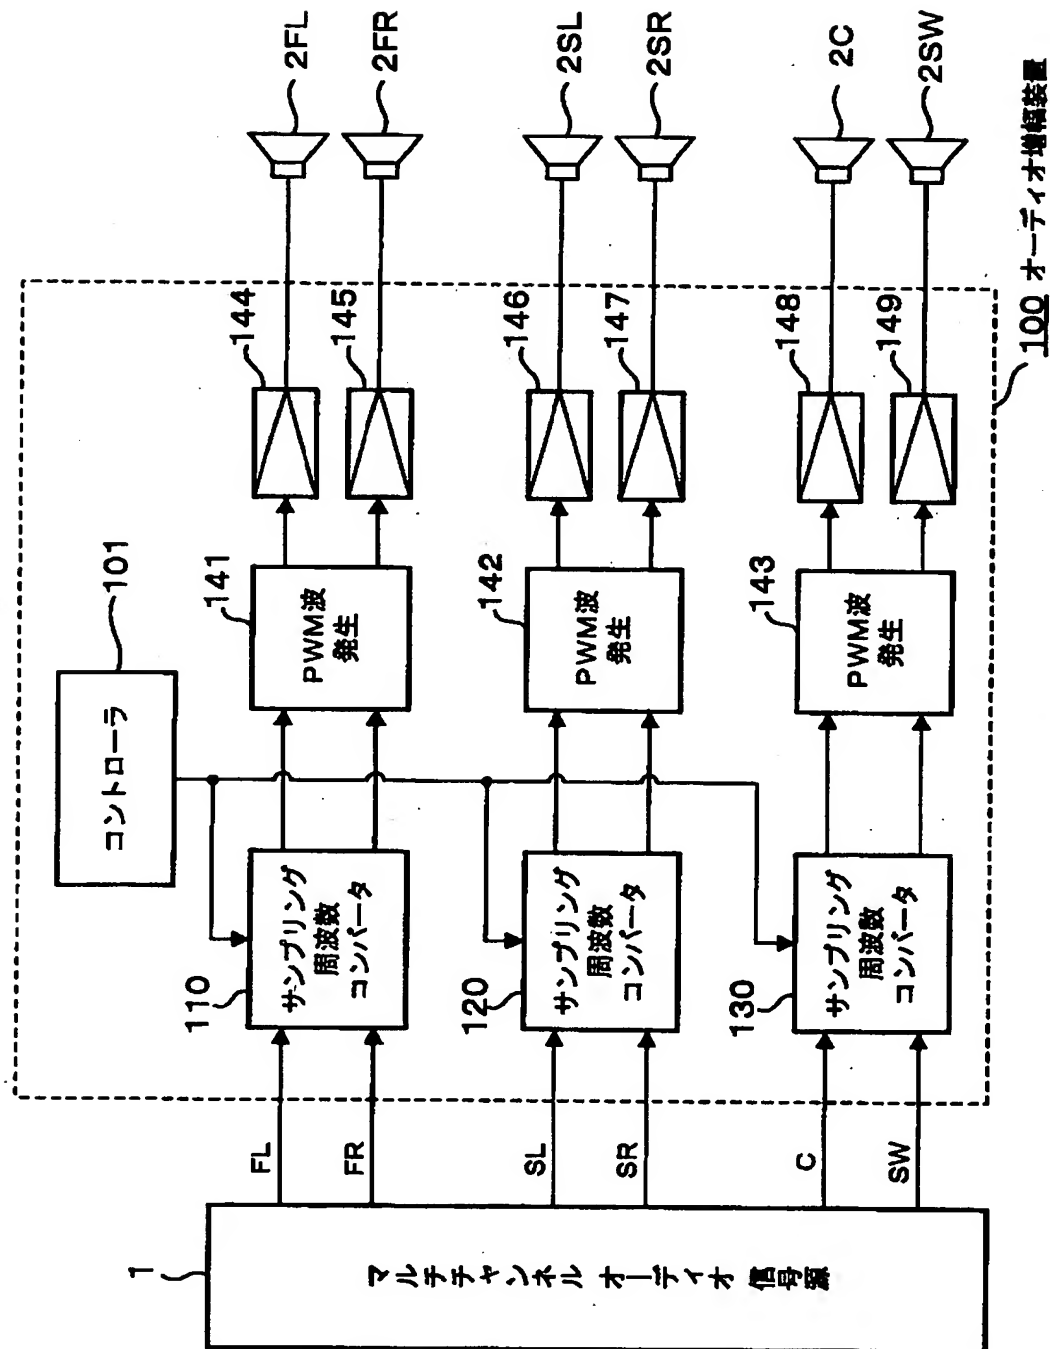 1
マルチチャンネル オーディオ 信号源
FL
FR
SL
SR
C
SW
110
サンプリング
周波数
コンバータ
120
サンプリング
周波数
コンバータ
130
サンプリング
周波数
コンバータ
101
コントローラ
141
PWM波
発生
142
PWM波
発生
143
PWM波
発生
144
145
146
147
148
149
2FL
2FR
2SL
2SR
2C
2SW
100 オーディオ増幅装置